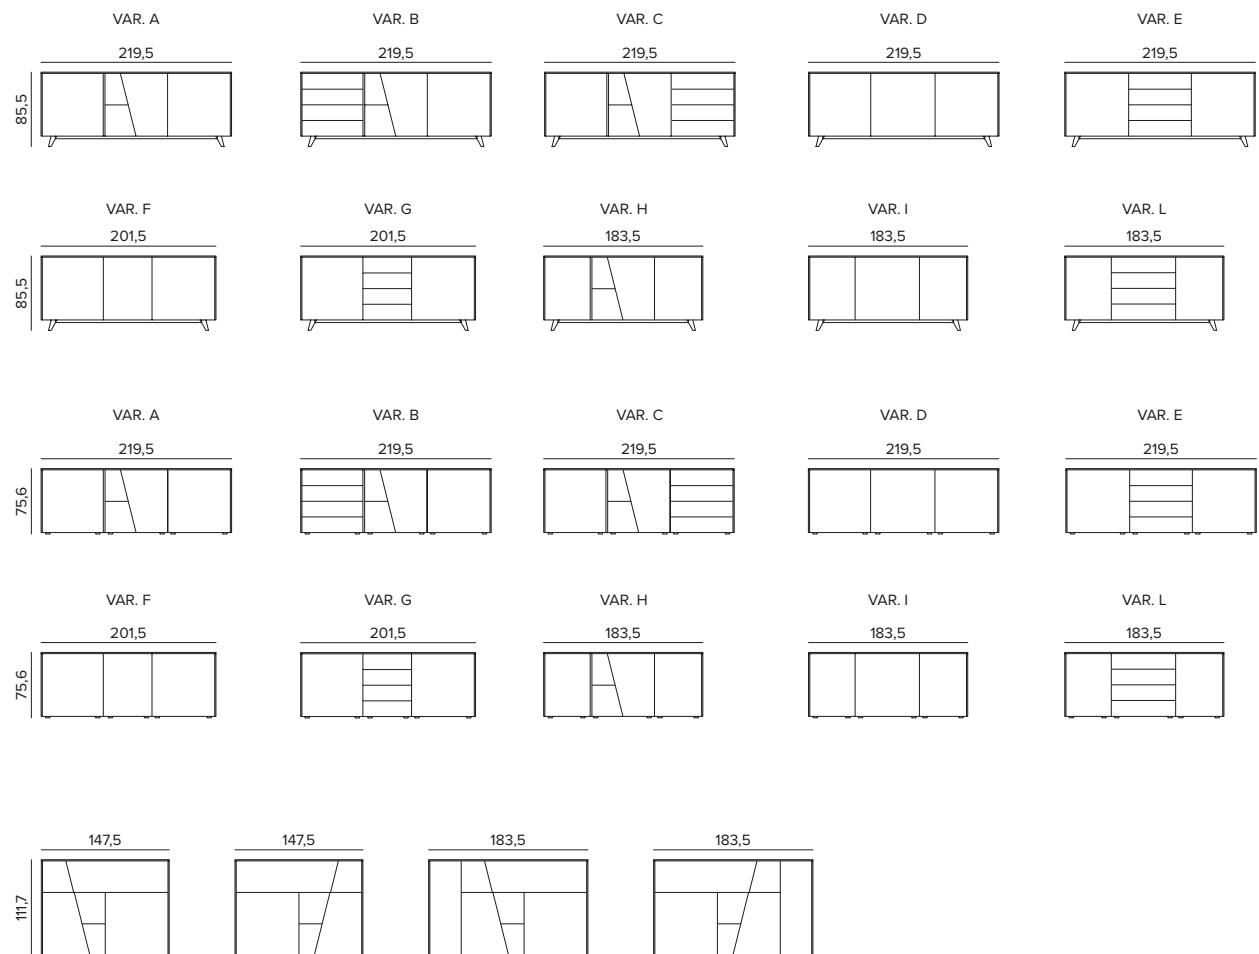 VAR. A VAR. B VAR. C VAR. D VAR. E
219,5 219,5 219,5 219,5 219,5
85,5
VAR. F VAR. G VAR. H VAR. I VAR. L
201,5 201,5 183,5 183,5 183,5
85,5
VAR. A VAR. B VAR. C VAR. D VAR. E
219,5 219,5 219,5 219,5 219,5
75,6
VAR. F VAR. G VAR. H VAR. I VAR. L
201,5 201,5 183,5 183,5 183,5
75,6
147,5 147,5 183,5 183,5
111,7